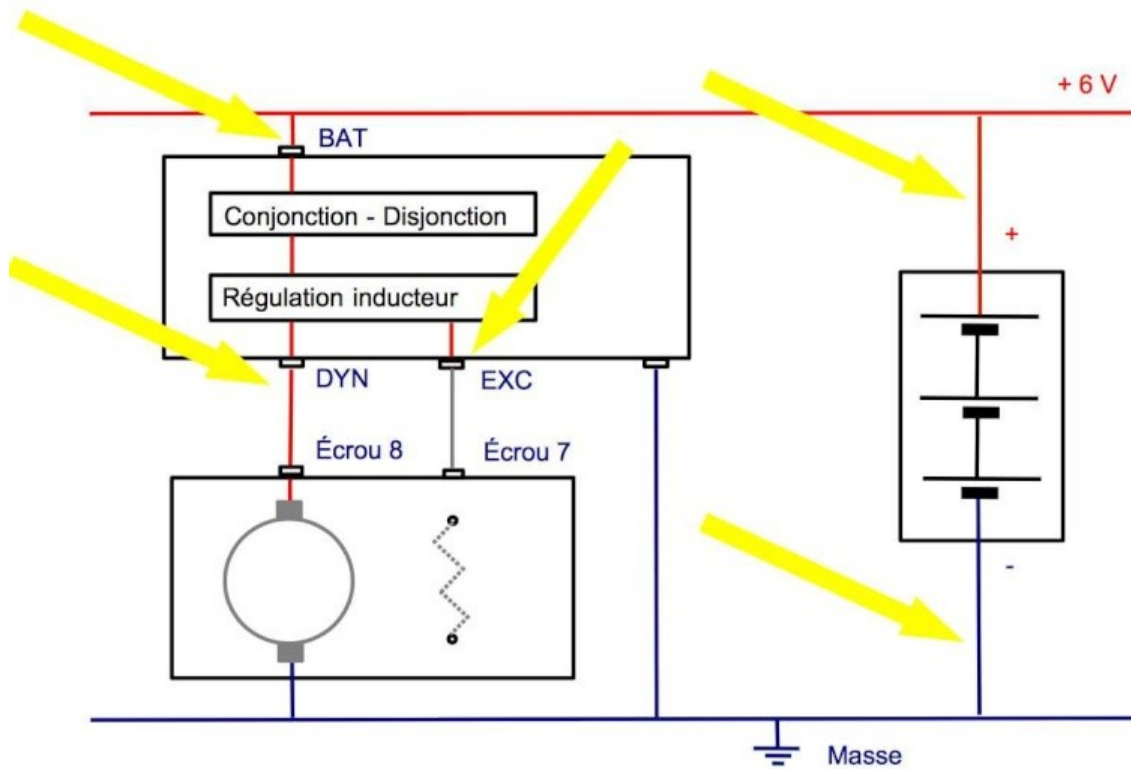 + 6 V
BAT
Conjonction - Disjonction
+
Régulation inducteur
DYN
EXC
Écrou 8
Écrou 7
-
Masse